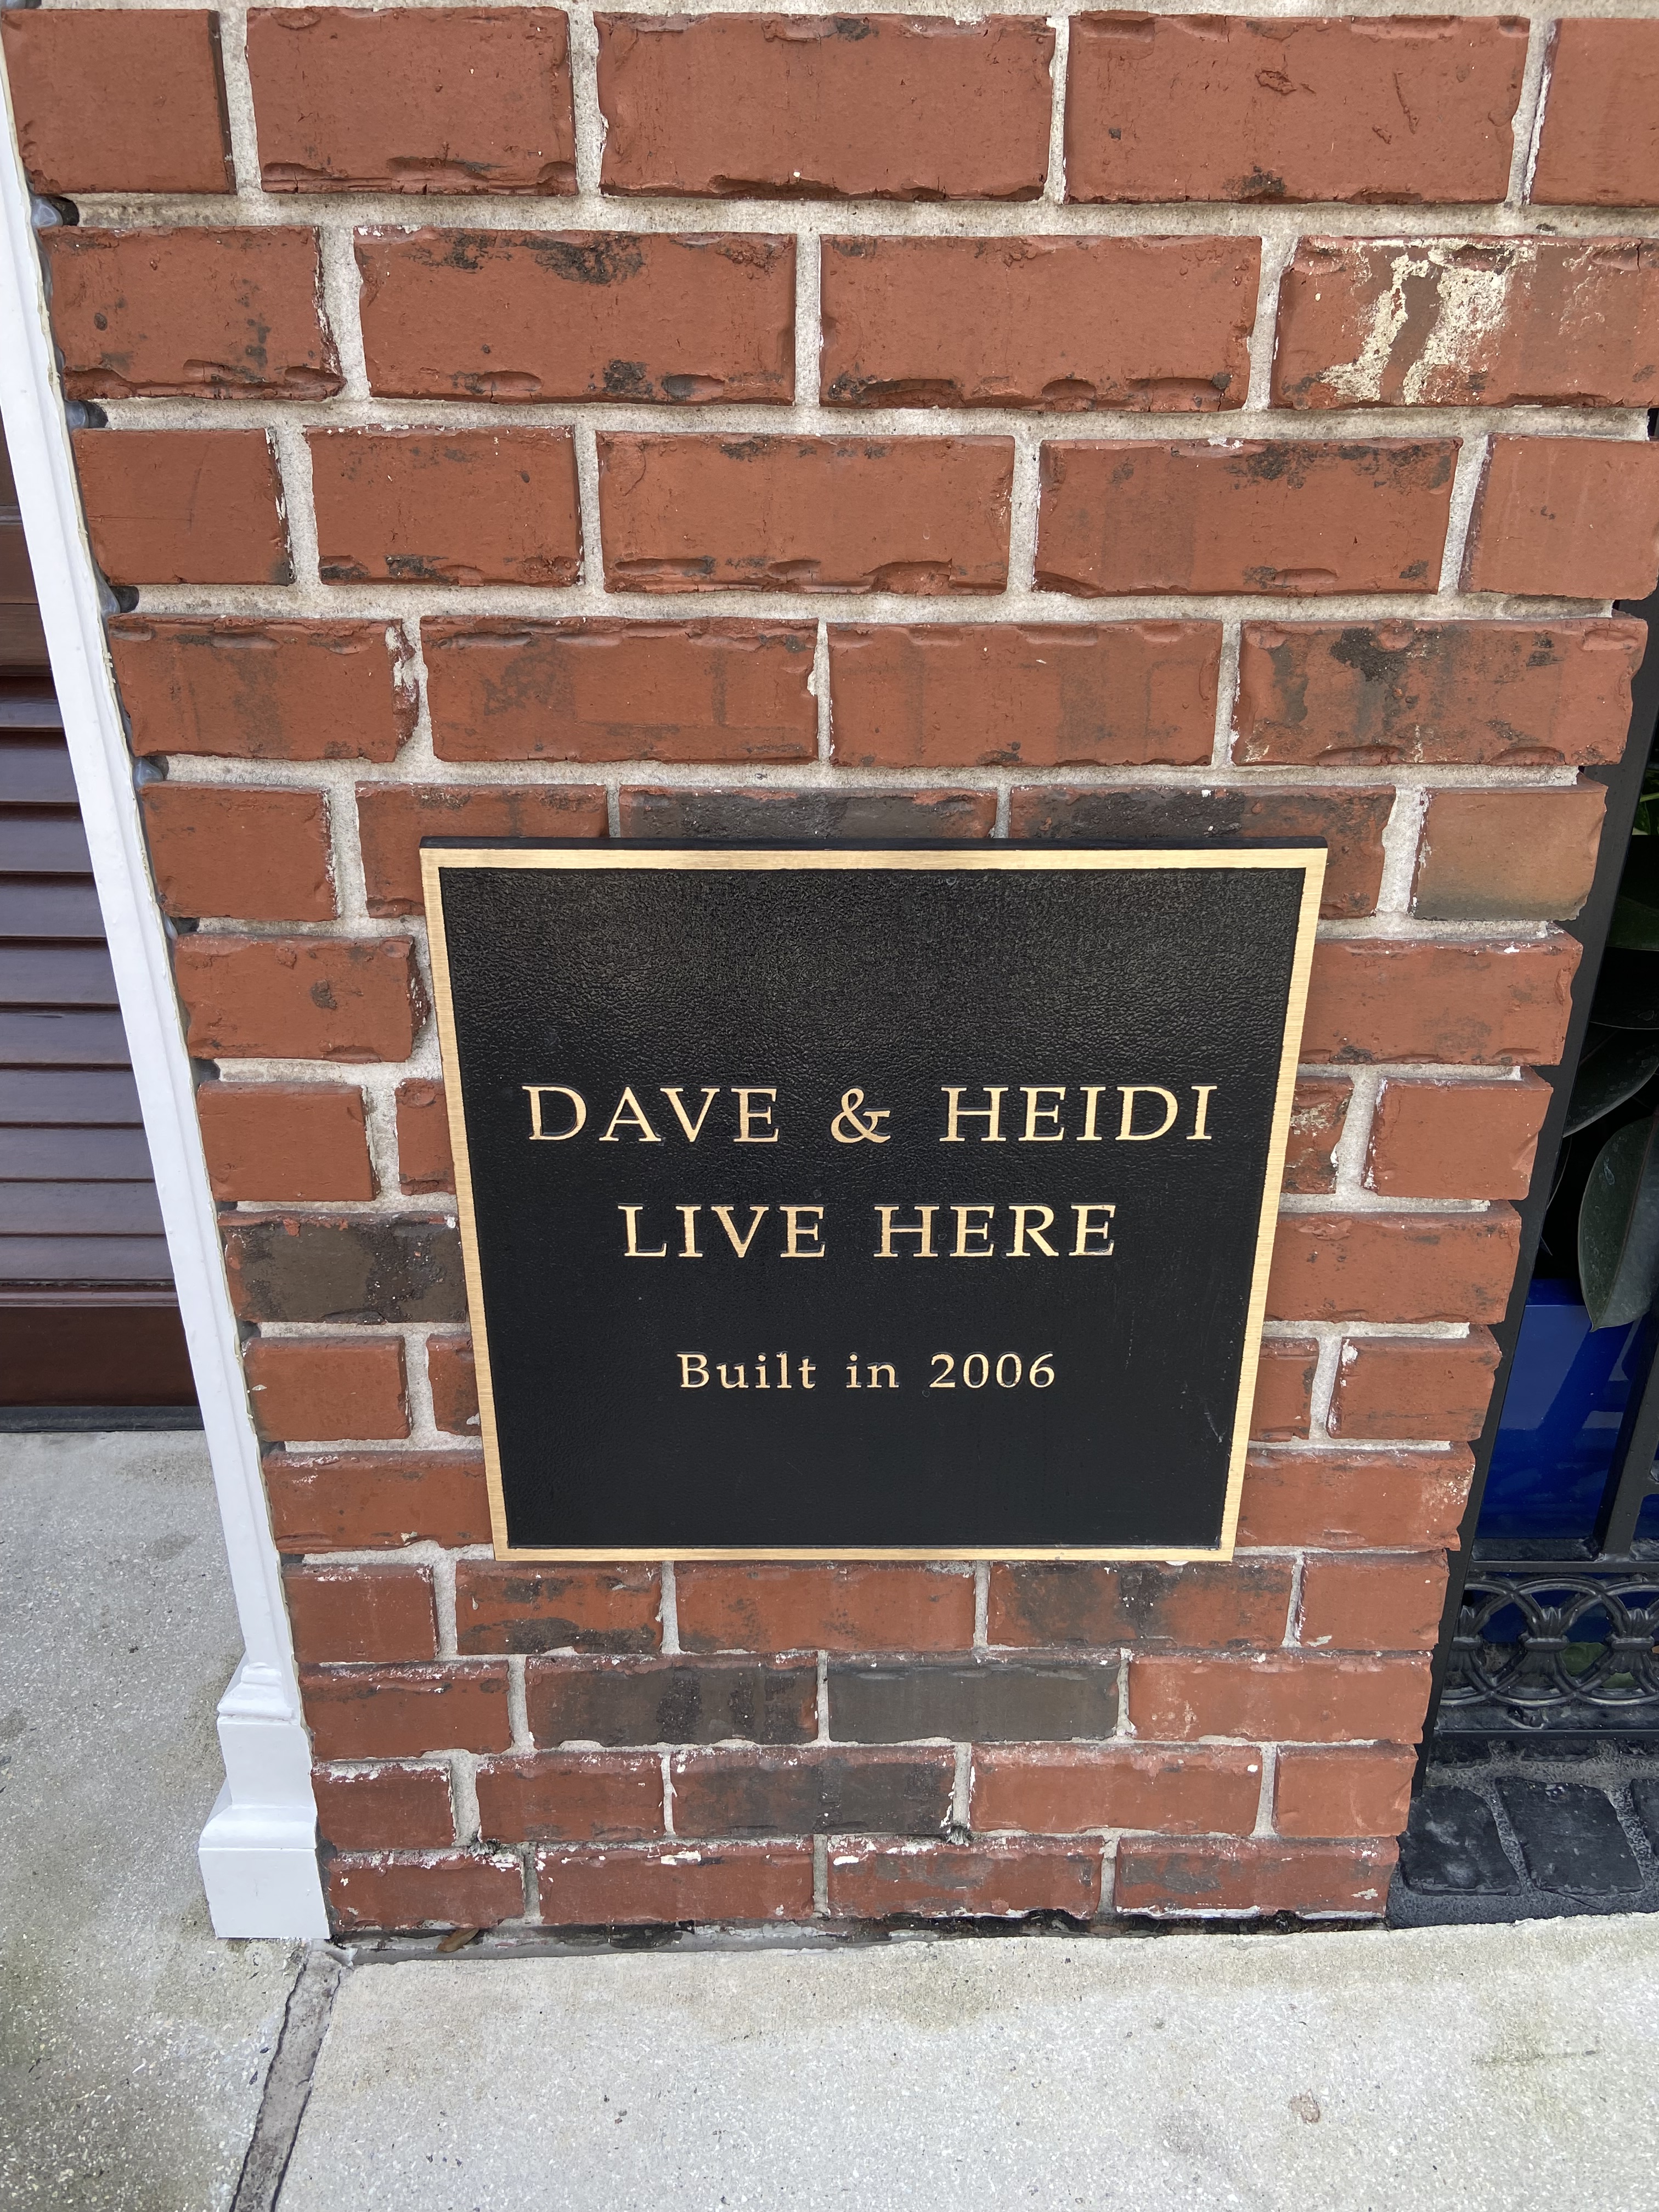 DAVE & HEIDI
LIVE HERE
Built in 2006